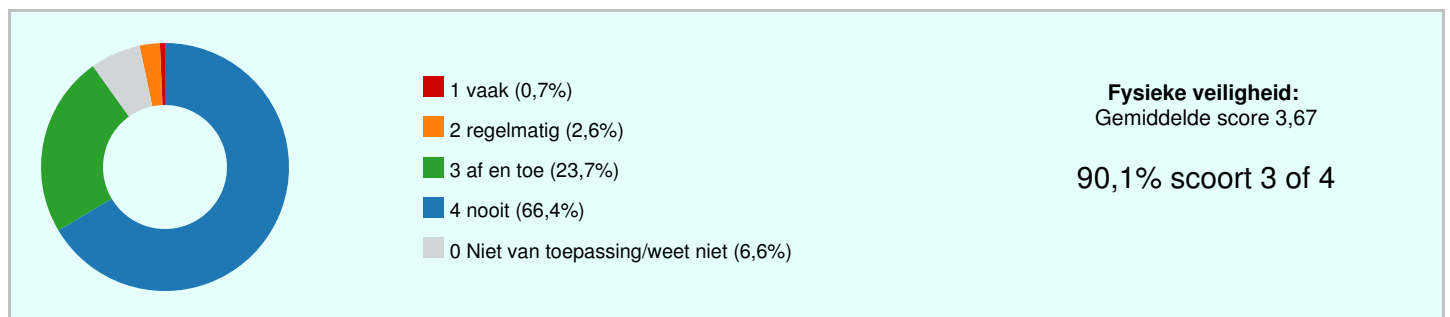 1 vaak (0,7%)
2 regelmatig (2,6%)
3 af en toe (23,7%)
4 nooit (66,4%)
0 Niet van toepassing/weet niet (6,6%)
Fysieke veiligheid:
Gemiddelde score 3,67
90,1% scoort 3 of 4